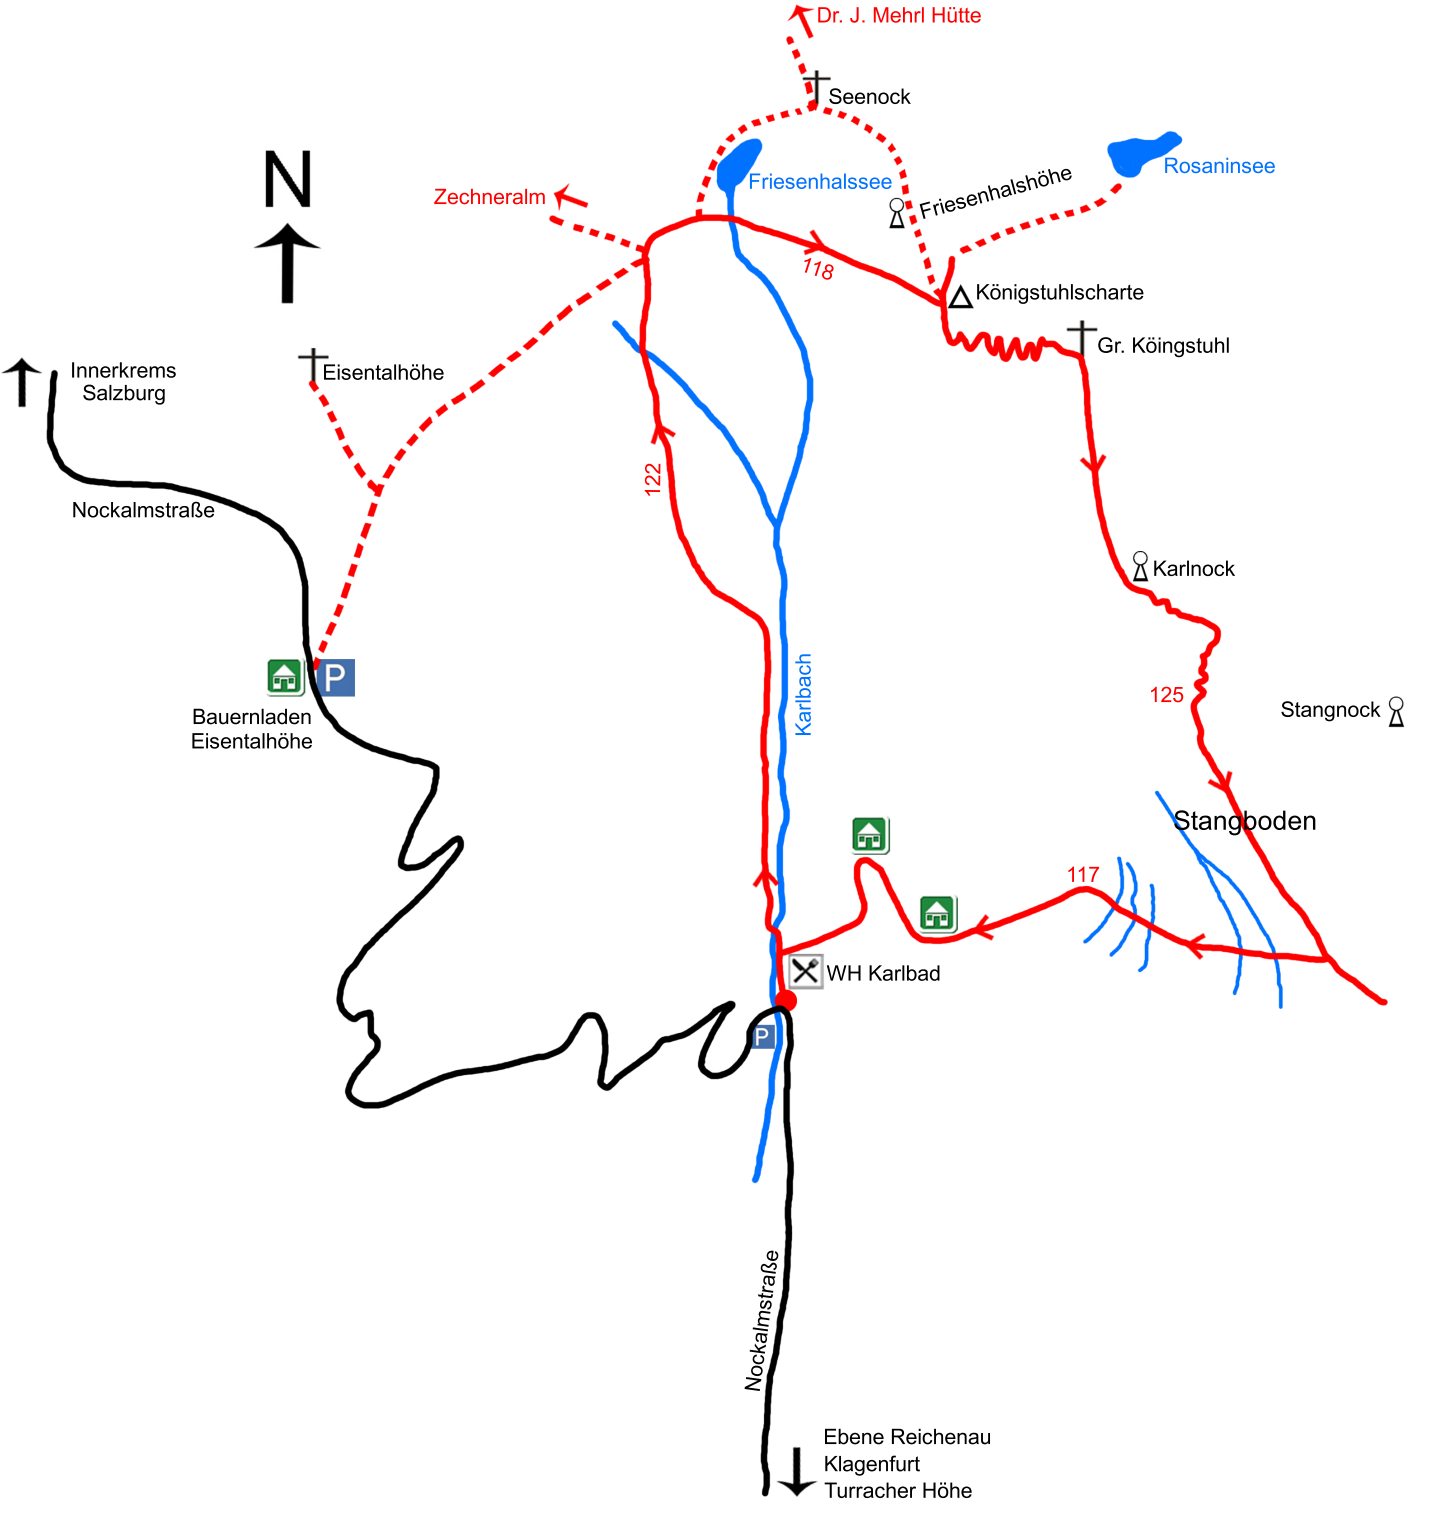 Dr. J. Mehrl Hütte
Seenock
N
Friesenhalssee
Rosaninsee
Zechneralm
Friesenhalshöhe
118
Königstuhlscharte
Gr. Köingstuhl
Innerkrems
Salzburg
Eisentalhöhe
122
Nockalmstraße
Karlnock
P
Karlbach
125
Stangnock
Bauernladen
Eisentalhöhe
Stangboden
117
WH Karlbad
P
Nockalmstraße
Ebene Reichenau
Klagenfurt
Turracher Höhe